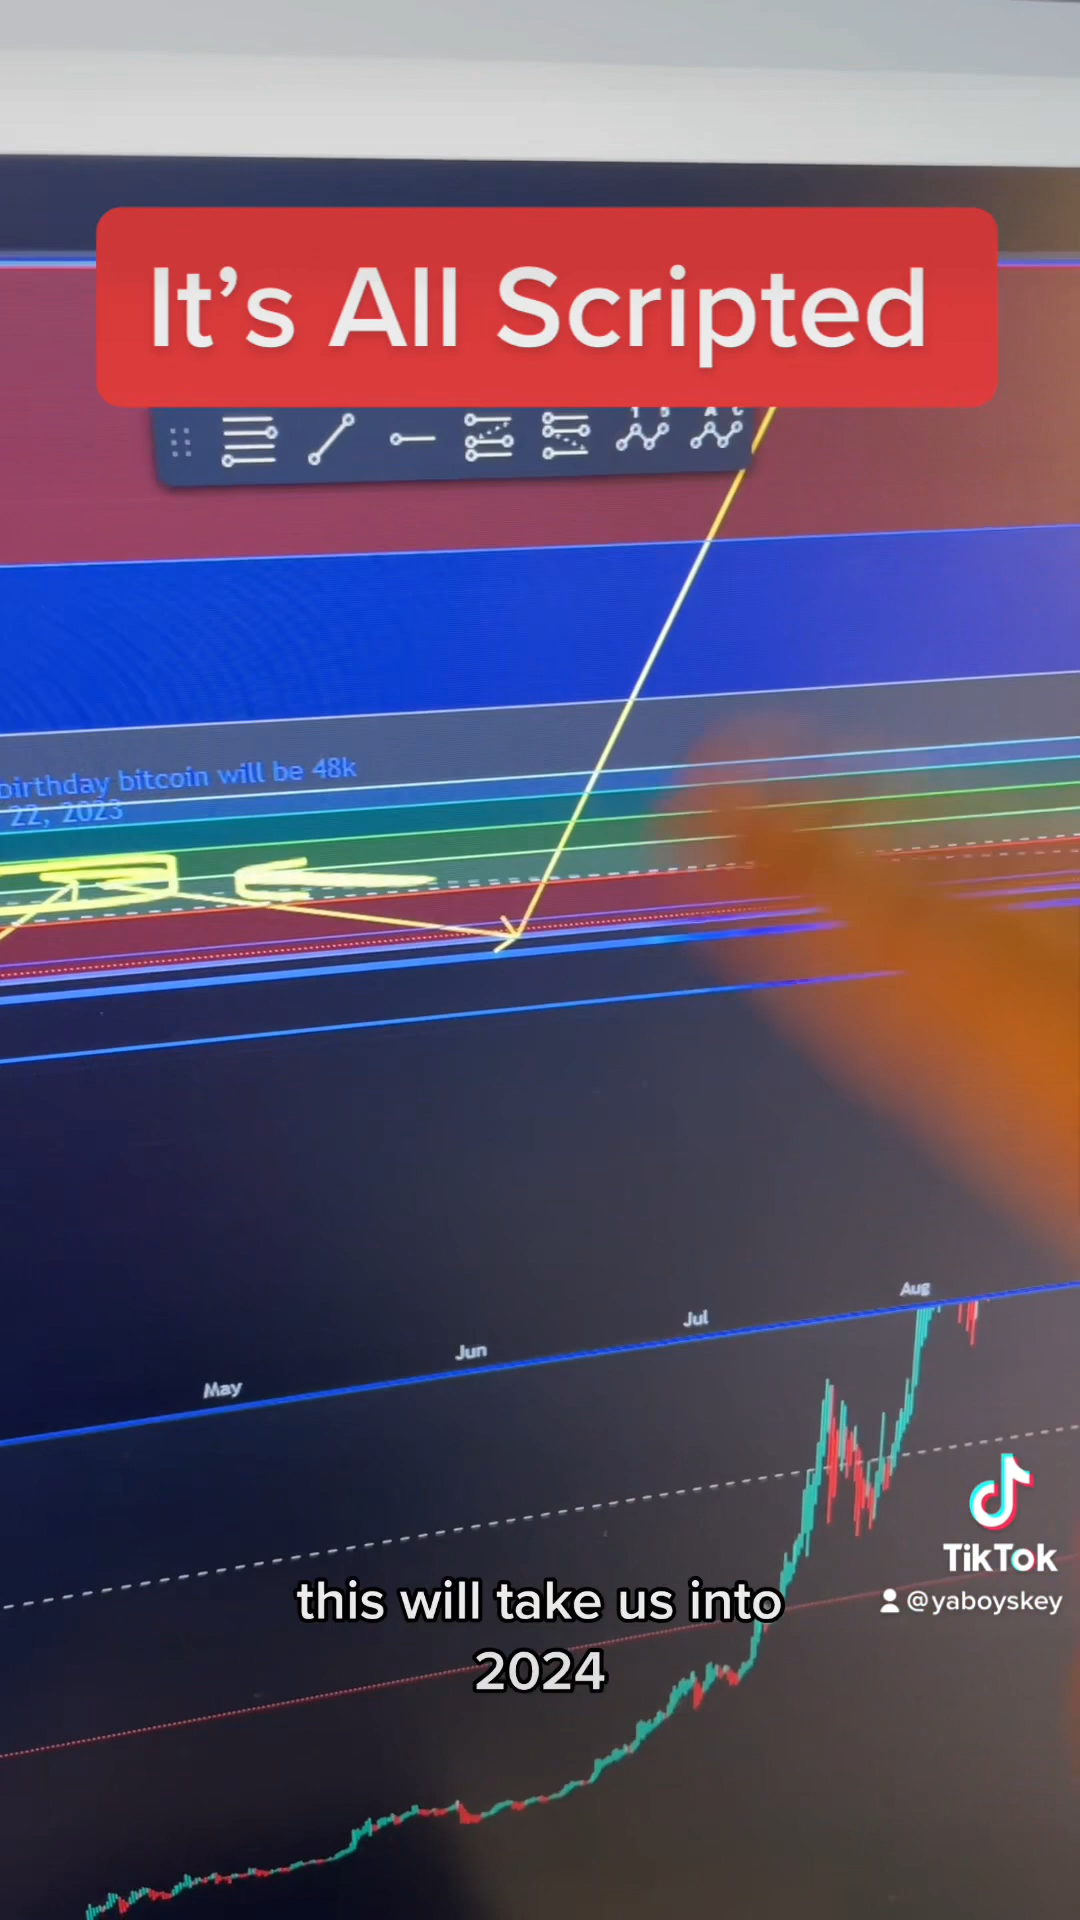 It's All Scripted
birthday bitcoin will be 48k
22, 2023
May
Jun
Jul
Aug
TikTok
@yaboyskey
this will take us into
2024